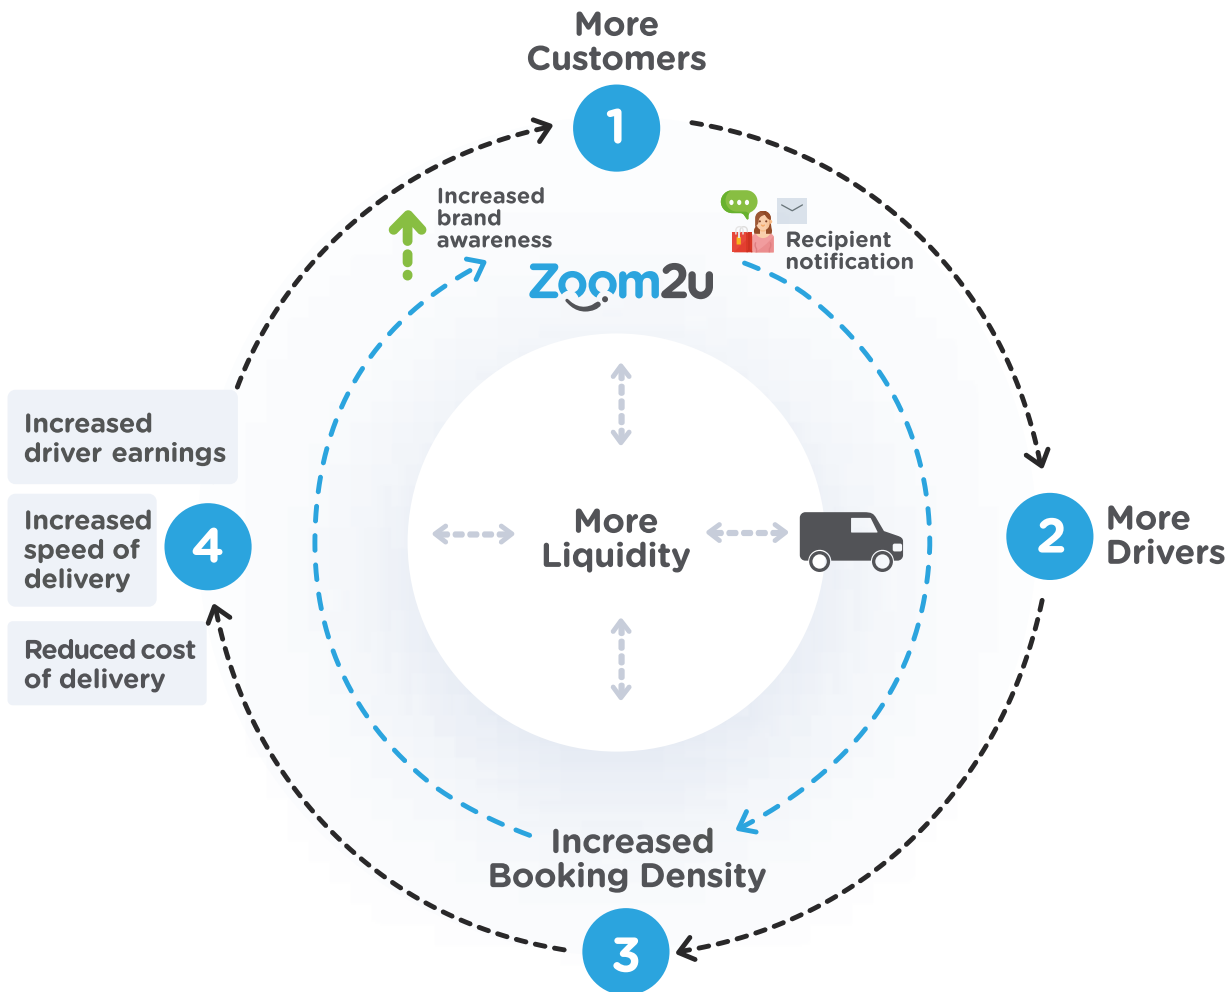 More
Customers
1
Increased
brand
awareness
Recipient
notification
Zoom2u
Increased
driver earnings
Increased
speed of
delivery
4
Reduced cost
of delivery
More
Liquidity
2
More
Drivers
Increased
Booking Density
3